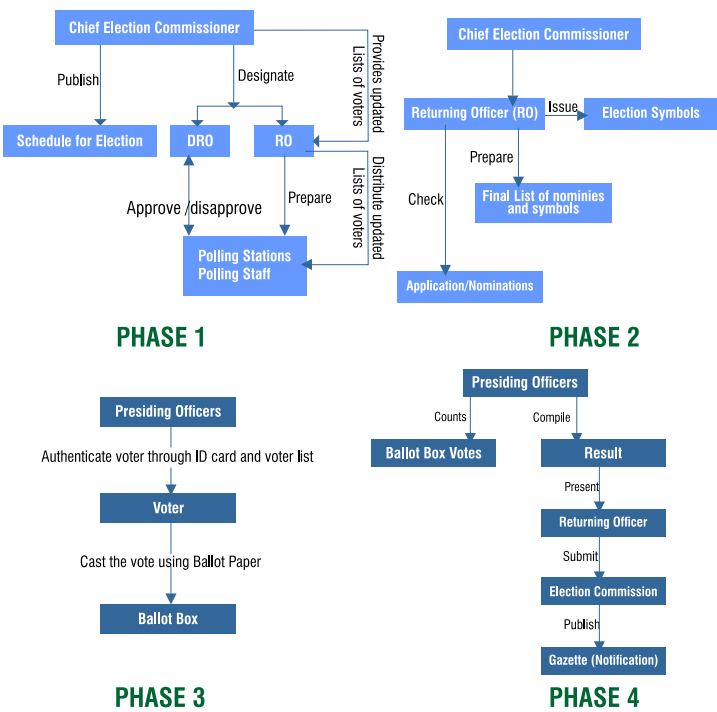 Chief Election Commissioner
Publish
Designate
Provides updated
Lists of voters
Schedule for Election
DRO
RO
Approve /disapprove
Prepare
Distribute updated
Lists of voters
Polling Stations
Polling Staff
PHASE 1
Chief Election Commissioner
Returning Officer (RO)
Issue
Election Symbols
Prepare
Check
Final List of nominies
and symbols
Application/Nominations
PHASE 2
Presiding Officers
Authenticate voter through ID card and voter list
Voter
Cast the vote using Ballot Paper
Ballot Box
PHASE 3
Presiding Officers
Counts
Compile
Ballot Box Votes
Result
Present
Returning Officer
Submit
Election Commission
Publish
Gazette (Notification)
PHASE 4